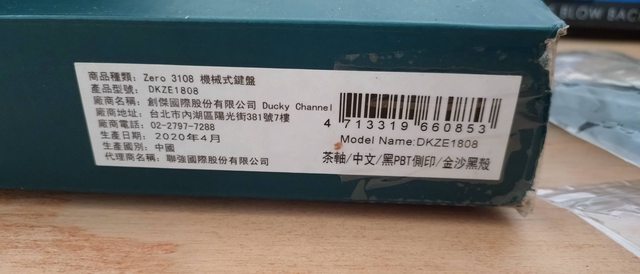 BLOW BAC
商品種類: Zero 3108 機械式鍵盤
產品型號: DKZE1808
廠商名稱: 創傑國際股份有限公司 Ducky Channel
廠商地址: 台北市內湖區陽光街381號7樓
廠商電話: 02-2797-7288
生產日期: 2020年4月
生產國別: 中國
代理商名稱: 聯強國際股份有限公司
4 713319 660853
Model Name:DKZE1808
茶軸/中文/黑PBT側印/金沙黑殼